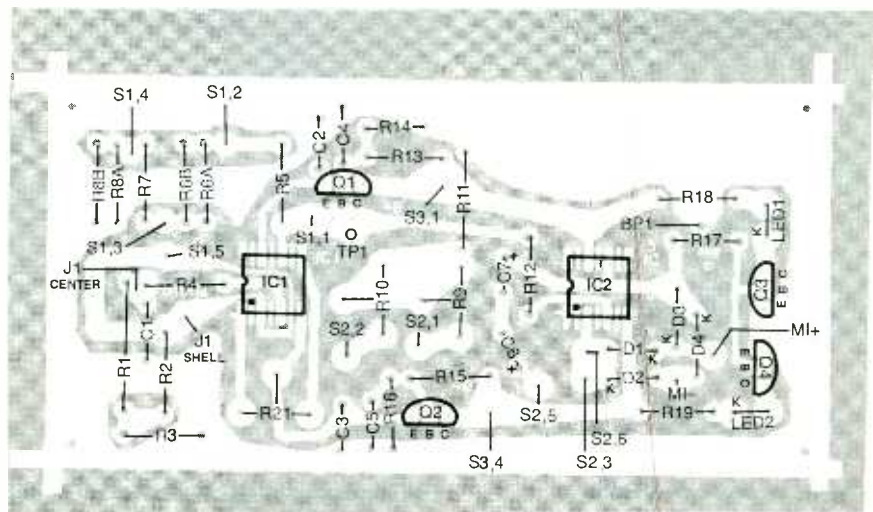 S1,4
S1,2
C2
C4
R14
R13
R8B
R8A
R7
R6B
R6A
R5
Q1
E B C
R11
S3,1
R18
LED1
K
S1,3
S1,5
S1,1
TP1
BP1
R17
J1
CENTER
R4
IC1
R10
R9
C7+
R12
IC2
D3
K
K
D4
Q3
E B C
MI+
C1
R1
R2
J1
SHELL
S2,2
S2,1
D1
K
D2
K
MI-
Q4
E B C
R15
R16
R21
R3
C3
C5
Q2
E B C
S2,5
R19
K
LED2
S3,4
S2,6
S2,3